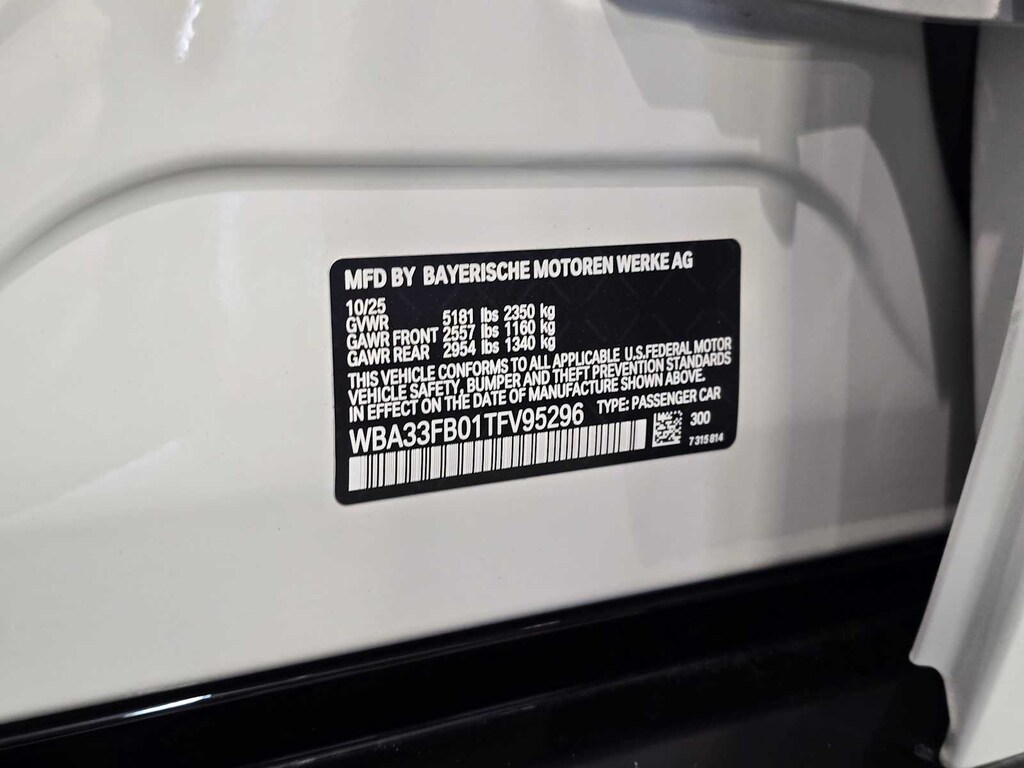 MFD BY BAYERISCHE MOTOREN WERKE AG
10/25
GVWR 5181 lbs 2350 kg
GAWR FRONT 2557 lbs 1160 kg
GAWR REAR 2954 lbs 1340 kg
THIS VEHICLE CONFORMS TO ALL APPLICABLE U.S.FEDERAL MOTOR
VEHICLE SAFETY, BUMPER AND THEFT PREVENTION STANDARDS
IN EFFECT ON THE DATE OF MANUFACTURE SHOWN ABOVE.
WBA33FB01TFV95296 TYPE: PASSENGER CAR
300
7 315 814